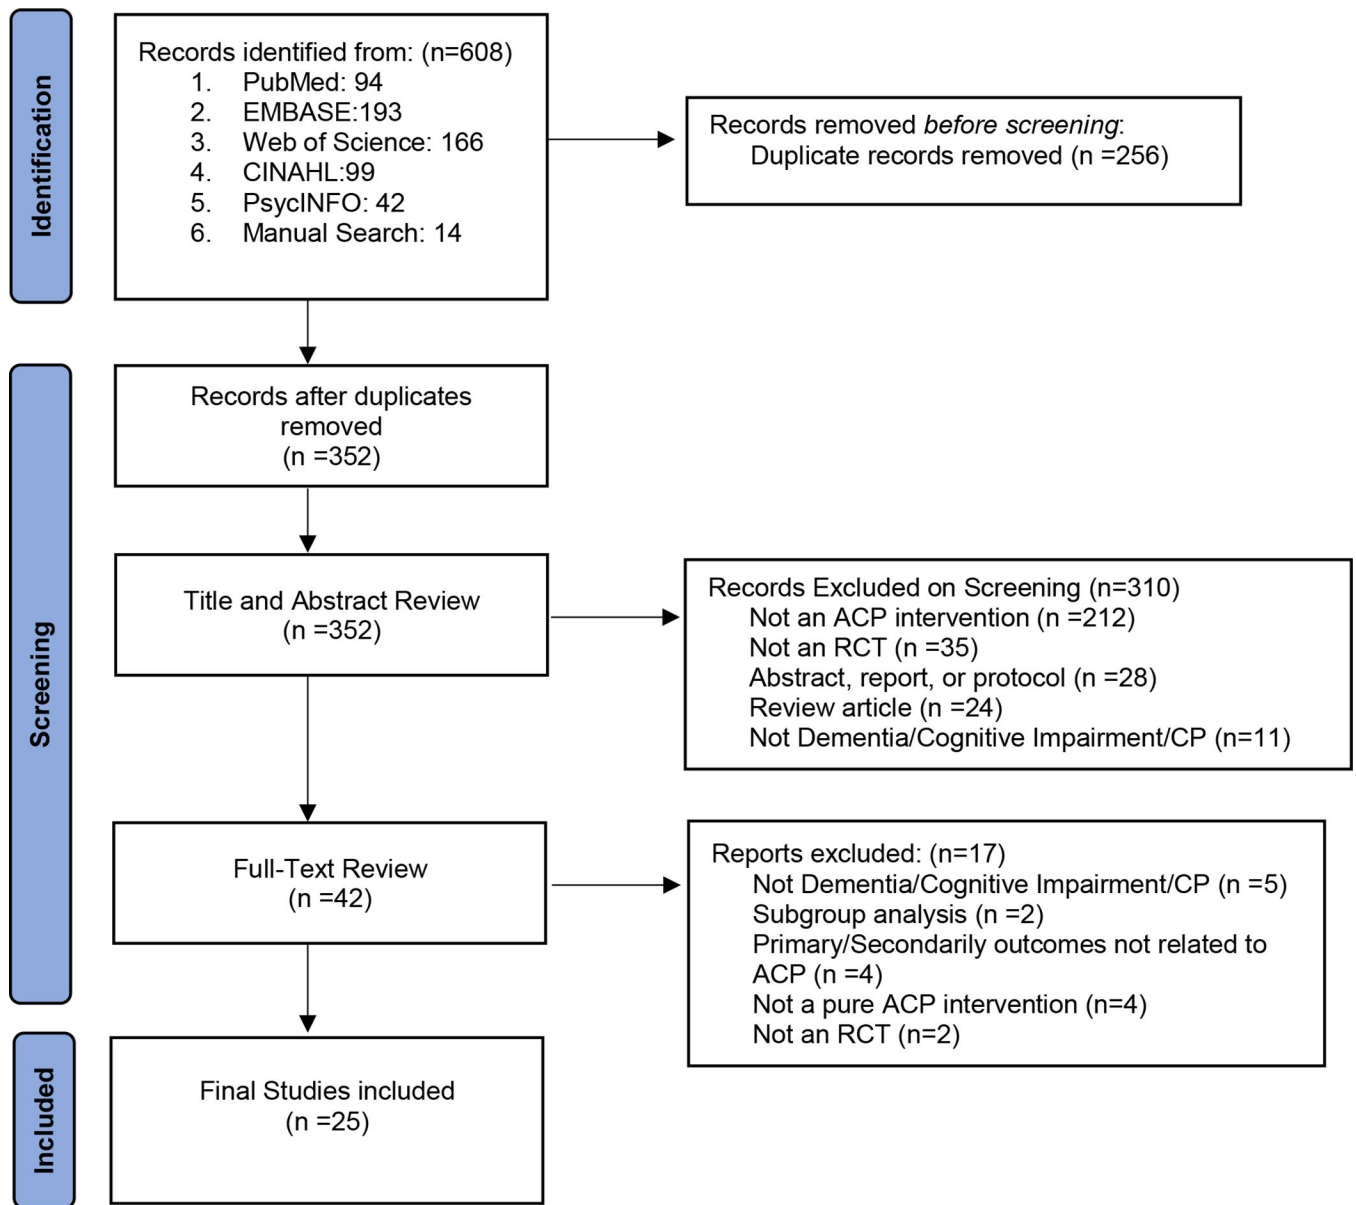 Identification
Records identified from: (n=608)
1. PubMed: 94
2. EMBASE:193
3. Web of Science: 166
4. CINAHL:99
5. PsycINFO: 42
6. Manual Search: 14
Records removed before screening:
Duplicate records removed (n =256)
Screening
Records after duplicates
removed
(n =352)
Title and Abstract Review
(n =352)
Records Excluded on Screening (n=310)
Not an ACP intervention (n =212)
Not an RCT (n =35)
Abstract, report, or protocol (n =28)
Review article (n =24)
Not Dementia/Cognitive Impairment/CP (n=11)
Full-Text Review
(n =42)
Reports excluded: (n=17)
Not Dementia/Cognitive Impairment/CP (n =5)
Subgroup analysis (n =2)
Primary/Secondarily outcomes not related to
ACP (n =4)
Not a pure ACP intervention (n=4)
Not an RCT (n=2)
Included
Final Studies included
(n =25)